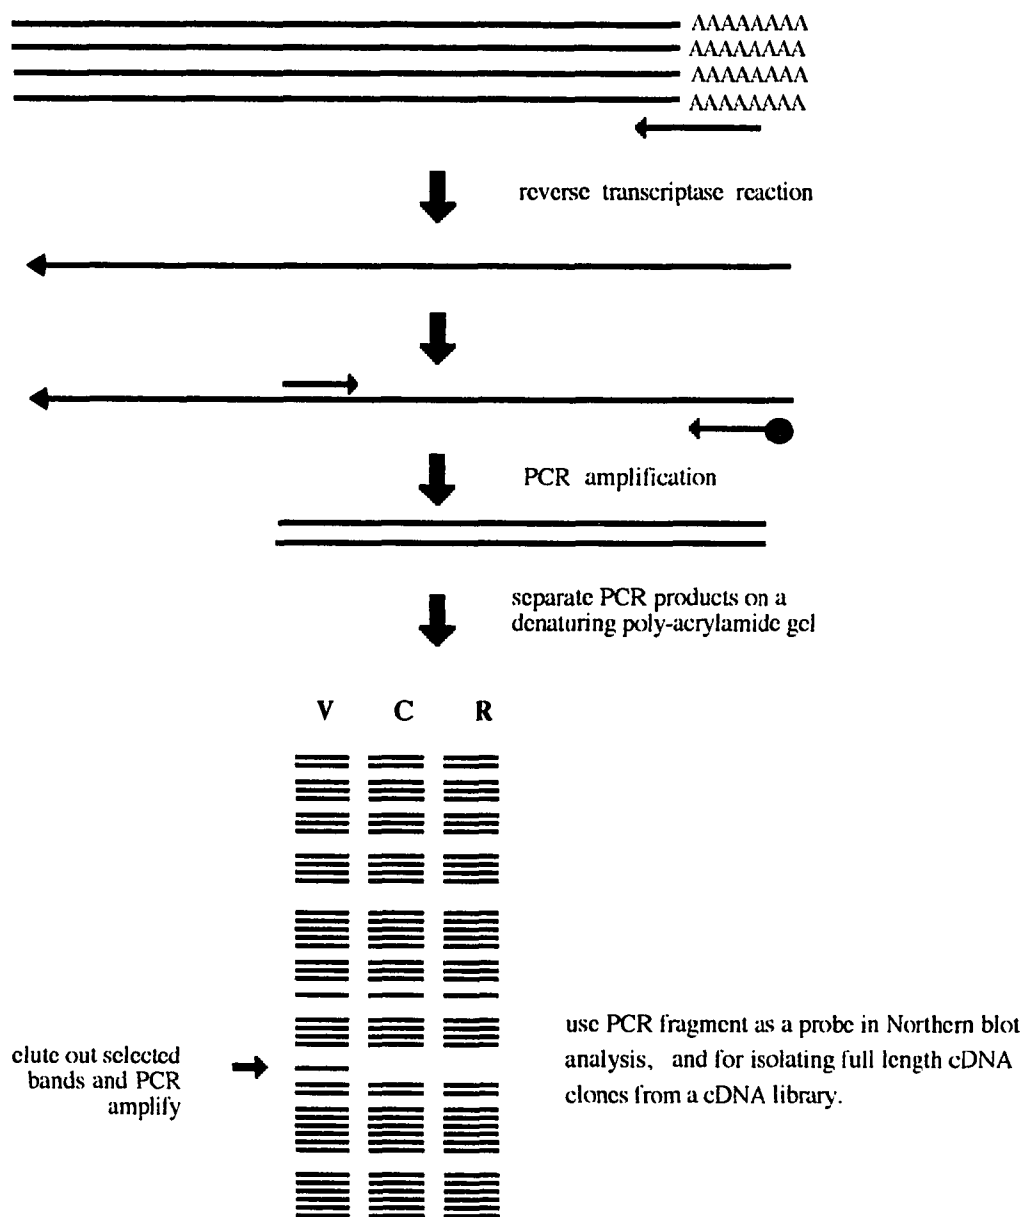 AAAAAAAA
AAAAAAAA
AAAAAAAA
AAAAAAAA
reverse transcriptase reaction
PCR amplification
separate PCR products on a
denaturing poly-acrylamide gel
V C R
elute out selected
bands and PCR
amplify
use PCR fragment as a probe in Northern blot
analysis, and for isolating full length cDNA
clones from a cDNA library.